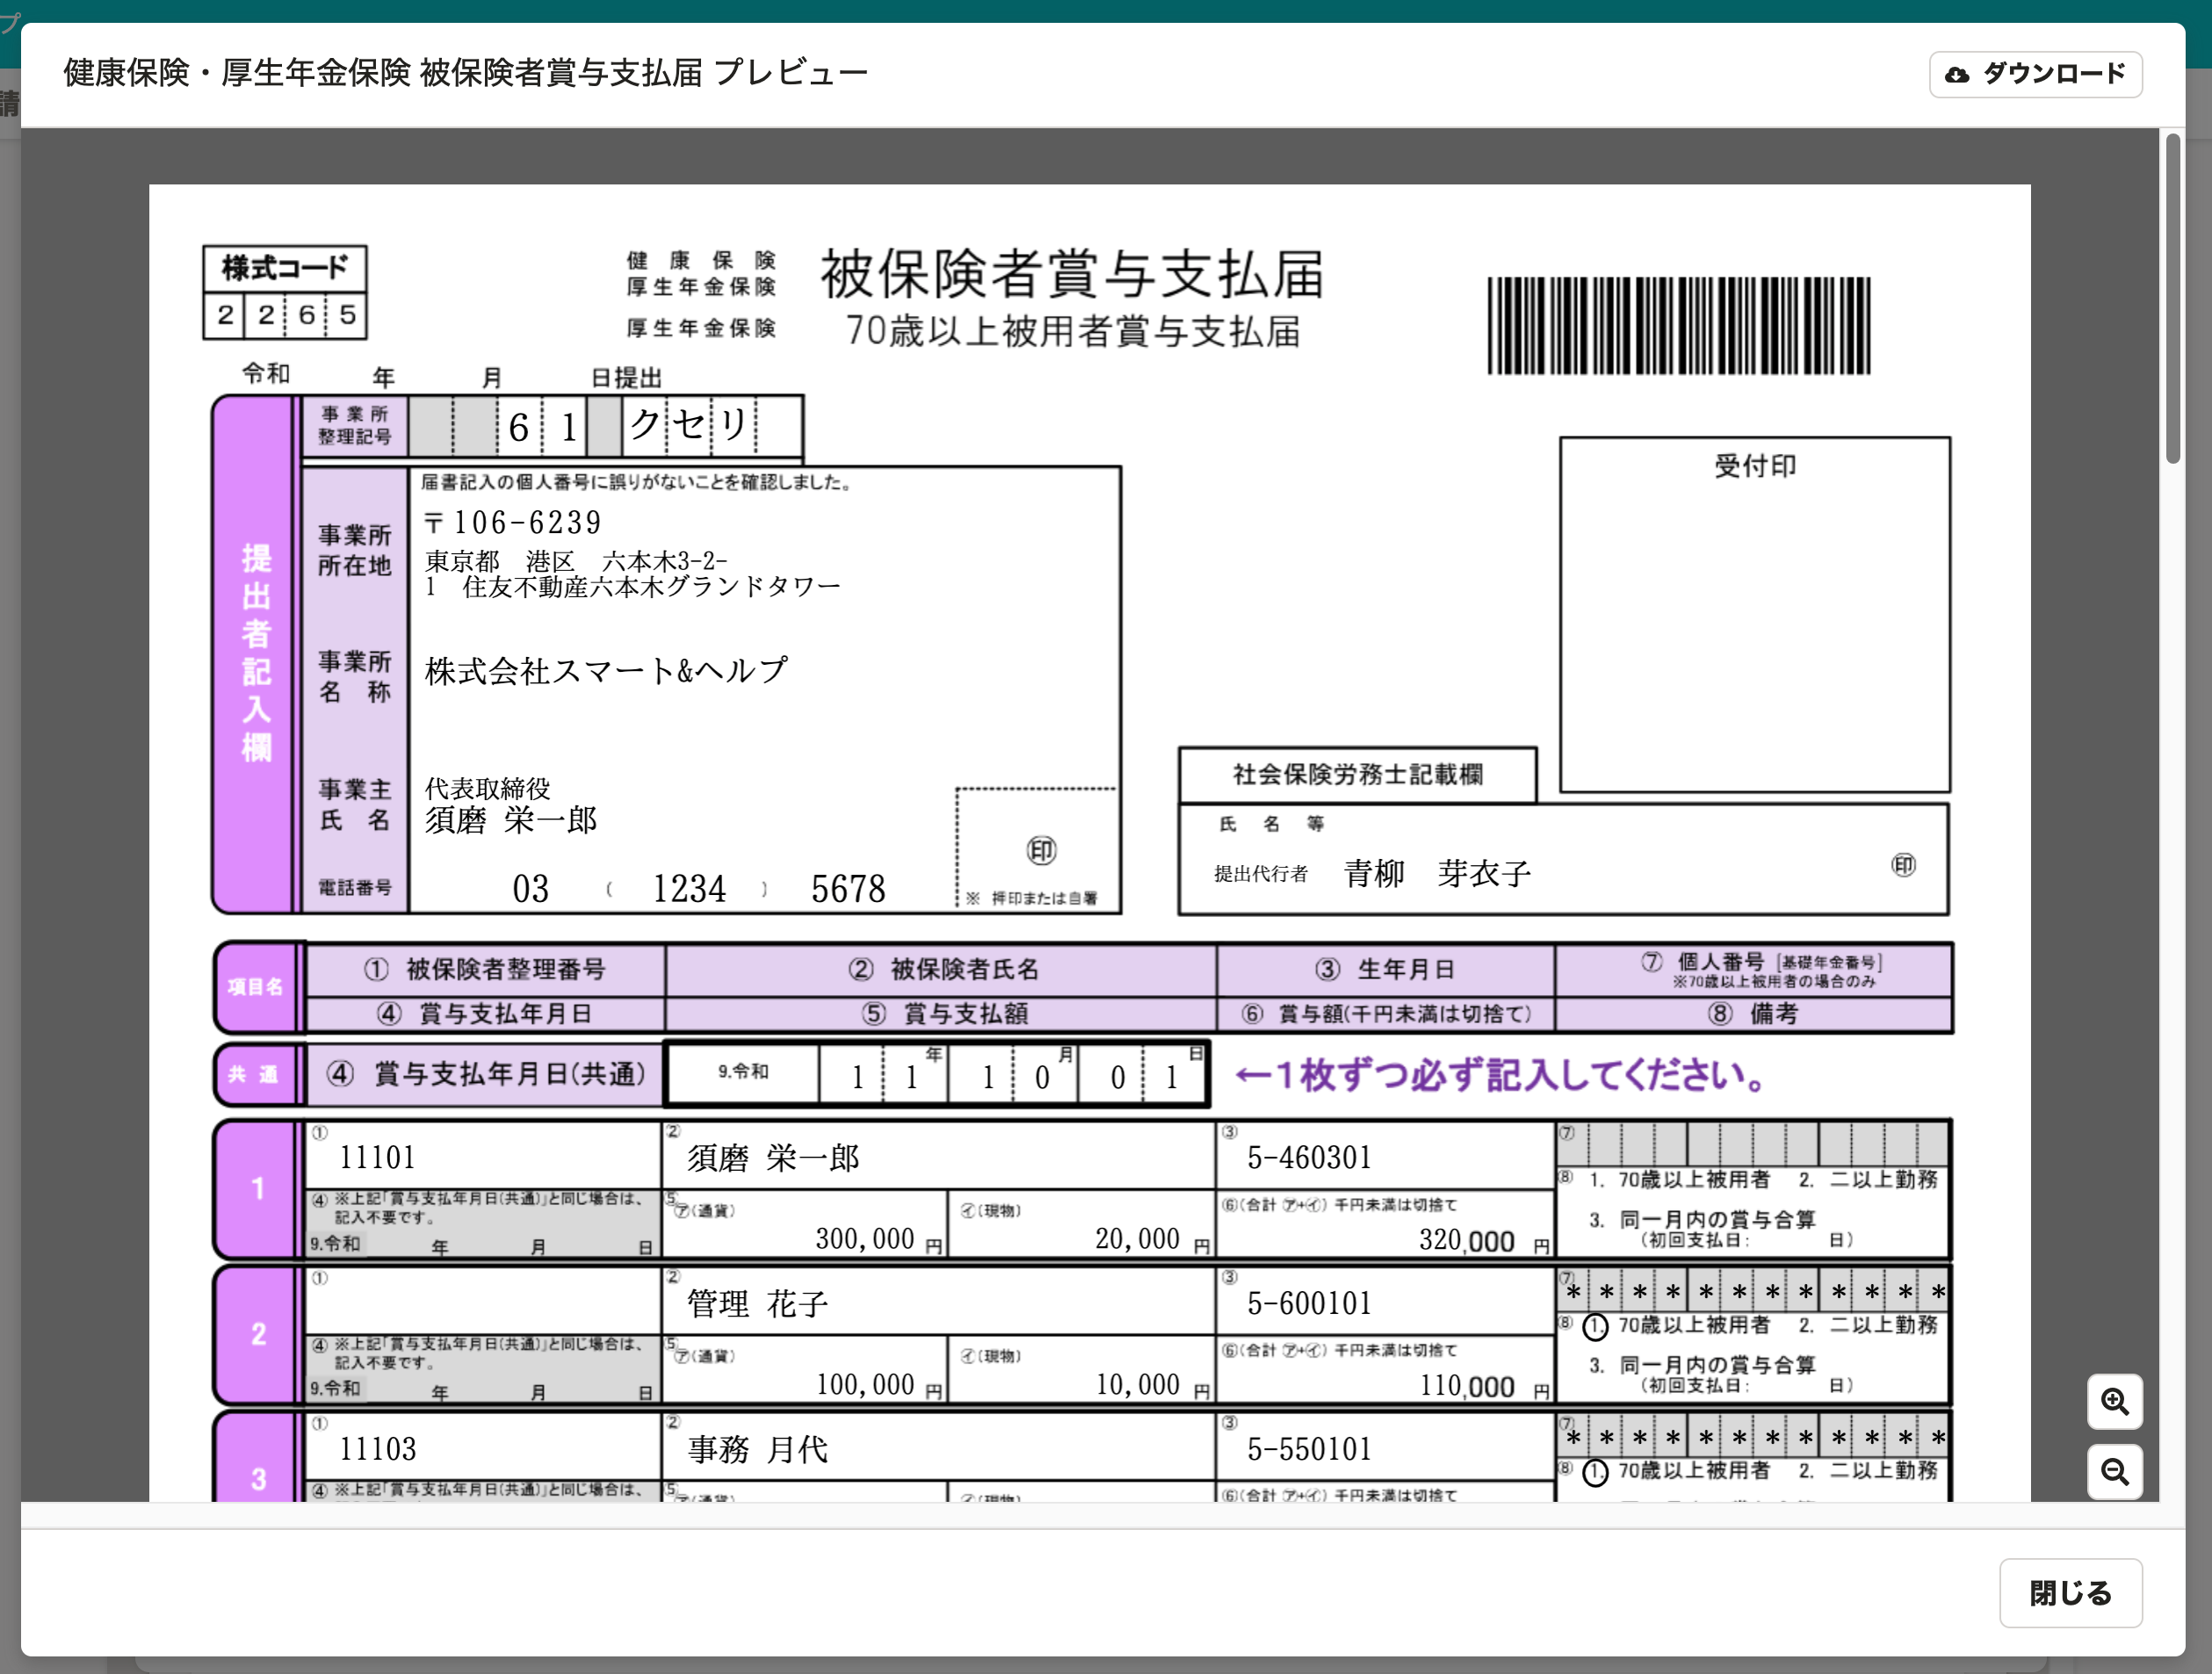 プ
請
健康保険・厚生年金保険 被保険者賞与支払届 プレビュー
ダウンロード
様式コード
2 2 6 5
健康保険
厚生年金保険
厚生年金保険
被保険者賞与支払届
70歳以上被用者賞与支払届
令和 年 月 日提出
提出者記入欄
事業所
整理記号
6 1 クセリ
届書記入の個人番号に誤りがないことを確認しました。
事業所
所在地
〒106-6239
東京都 港区 六本木3-2-
1 住友不動産六本木グランドタワー
事業所
名称
株式会社スマート&ヘルプ
事業主
氏名
代表取締役
須磨 栄一郎
㊞
※ 押印または自署
電話番号
03 ( 1234 ) 5678
受付印
社会保険労務士記載欄
氏名等
提出代行者 青柳 芽衣子 ㊞
項目名
① 被保険者整理番号
② 被保険者氏名
③ 生年月日
⑦ 個人番号 [基礎年金番号]
※70歳以上被用者の場合のみ
④ 賞与支払年月日
⑤ 賞与支払額
⑥ 賞与額(千円未満は切捨て)
⑧ 備考
共通
④ 賞与支払年月日(共通)
9.令和 1 1 年 1 0 月 0 1 日
←1枚ずつ必ず記入してください。
1
① 11101
② 須磨 栄一郎
③ 5-460301
⑦
④ ※上記「賞与支払年月日(共通)」と同じ場合は、
記入不要です。
9.令和 年 月 日
⑤ ㋐(通貨) 300,000 円
㋑(現物) 20,000 円
⑥(合計 ㋐+㋑) 千円未満は切捨て
320,000 円
⑧ 1. 70歳以上被用者 2. 二以上勤務
3. 同一月内の賞与合算
(初回支払日: 日)
2
①
② 管理 花子
③ 5-600101
⑦ * * * * * * * * * * * *
④ ※上記「賞与支払年月日(共通)」と同じ場合は、
記入不要です。
9.令和 年 月 日
⑤ ㋐(通貨) 100,000 円
㋑(現物) 10,000 円
⑥(合計 ㋐+㋑) 千円未満は切捨て
110,000 円
⑧ 1. 70歳以上被用者 2. 二以上勤務
3. 同一月内の賞与合算
(初回支払日: 日)
3
① 11103
② 事務 月代
③ 5-550101
⑦ * * * * * * * * * * * *
④ ※上記「賞与支払年月日(共通)」と同じ場合は、
⑤ ㋐(通貨)
㋑(現物)
⑥(合計 ㋐+㋑) 千円未満は切捨て
⑧ 1. 70歳以上被用者 2. 二以上勤務
閉じる